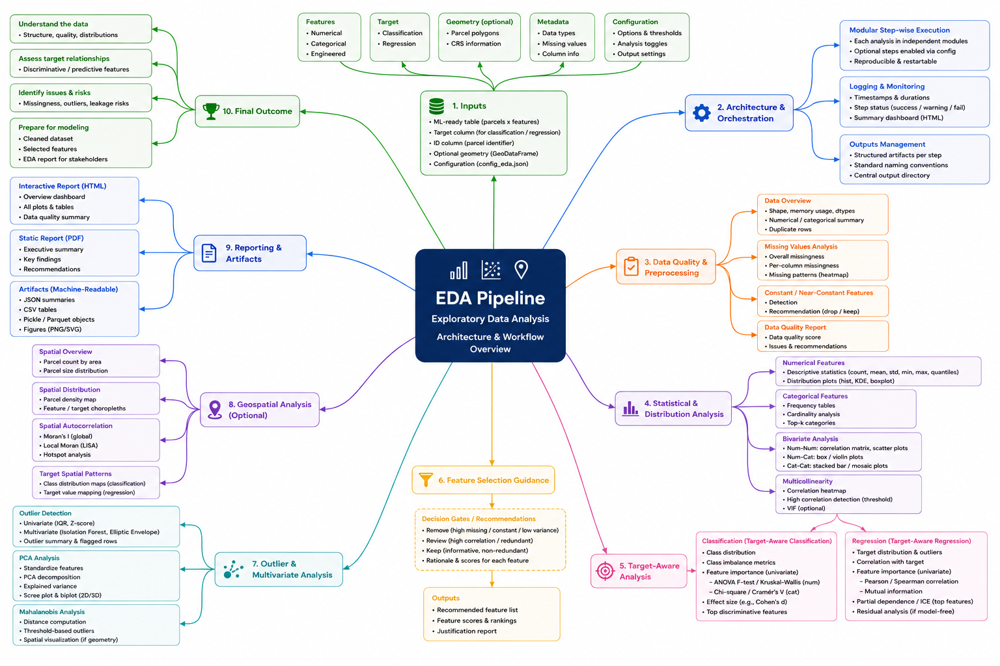 EDA Pipeline
Exploratory Data Analysis
Architecture & Workflow
Overview
1. Inputs
• ML-ready table (parcels x features)
• Target column (for classification / regression)
• ID column (parcel identifier)
• Optional geometry (GeoDataFrame)
• Configuration (config_eda.json)
Features
• Numerical
• Categorical
• Engineered
Target
• Classification
• Regression
Geometry (optional)
• Parcel polygons
• CRS information
Metadata
• Data types
• Missing values
• Column info
Configuration
• Options & thresholds
• Analysis toggles
• Output settings
2. Architecture &
Orchestration
Modular Step-wise Execution
• Each analysis in independent modules
• Optional steps enabled via config
• Reproducible & restartable
Logging & Monitoring
• Timestamps & durations
• Step status (success / warning / fail)
• Summary dashboard (HTML)
Outputs Management
• Structured artifacts per step
• Standard naming conventions
• Central output directory
3. Data Quality &
Preprocessing
Data Overview
• Shape, memory usage, dtypes
• Numerical / categorical summary
• Duplicate rows
Missing Values Analysis
• Overall missingness
• Per-column missingness
• Missing patterns (heatmap)
Constant / Near-Constant Features
• Detection
• Recommendation (drop / keep)
Data Quality Report
• Data quality score
• Issues & recommendations
4. Statistical &
Distribution Analysis
Numerical Features
• Descriptive statistics (count, mean, std, min, max, quantiles)
• Distribution plots (hist, KDE, boxplot)
Categorical Features
• Frequency tables
• Cardinality analysis
• Top-k categories
Bivariate Analysis
• Num-Num: correlation matrix, scatter plots
• Num-Cat: box / violin plots
• Cat-Cat: stacked bar / mosaic plots
Multicollinearity
• Correlation heatmap
• High correlation detection (threshold)
• VIF (optional)
5. Target-Aware
Analysis
Classification (Target-Aware Classification)
• Class distribution
• Class imbalance metrics
• Feature importance (univariate)
– ANOVA F-test / Kruskal-Wallis (num)
– Chi-square / Cramér's V (cat)
• Effect size (e.g., Cohen's d)
• Top discriminative features
Regression (Target-Aware Regression)
• Target distribution & outliers
• Correlation with target
• Feature importance (univariate)
– Pearson / Spearman correlation
– Mutual information
• Partial dependence / ICE (top features)
• Residual analysis (if model-free)
6. Feature Selection Guidance
Decision Gates / Recommendations
• Remove (high missing / constant / low variance)
• Review (high correlation / redundant)
• Keep (informative, non-redundant)
• Rationale & scores for each feature
Outputs
• Recommended feature list
• Feature scores & rankings
• Justification report
7. Outlier &
Multivariate Analysis
Outlier Detection
• Univariate (IQR, Z-score)
• Multivariate (Isolation Forest, Elliptic Envelope)
• Outlier summary & flagged rows
PCA Analysis
• Standardize features
• PCA decomposition
• Explained variance
• Scree plot & biplot (2D/SD)
Mahalanobis Analysis
• Distance computation
• Threshold-based outliers
• Spatial visualization (if geometry)
8. Geospatial Analysis
(Optional)
Spatial Overview
• Parcel count by area
• Parcel size distribution
Spatial Distribution
• Parcel density map
• Feature / target choropleths
Spatial Autocorrelation
• Moran's I (global)
• Local Moran (LISA)
• Hotspot analysis
Target Spatial Patterns
• Class distribution maps (classification)
• Target value mapping (regression)
9. Reporting &
Artifacts
Interactive Report (HTML)
• Overview dashboard
• All plots & tables
• Data quality summary
Static Report (PDF)
• Executive summary
• Key findings
• Recommendations
Artifacts (Machine-Readable)
• JSON summaries
• CSV tables
• Pickle / Parquet objects
• Figures (PNG/SVG)
10. Final Outcome
Understand the data
• Structure, quality, distributions
Assess target relationships
• Discriminative / predictive features
Identify issues & risks
• Missingness, outliers, leakage risks
Prepare for modeling
• Cleaned dataset
• Selected features
• EDA report for stakeholders